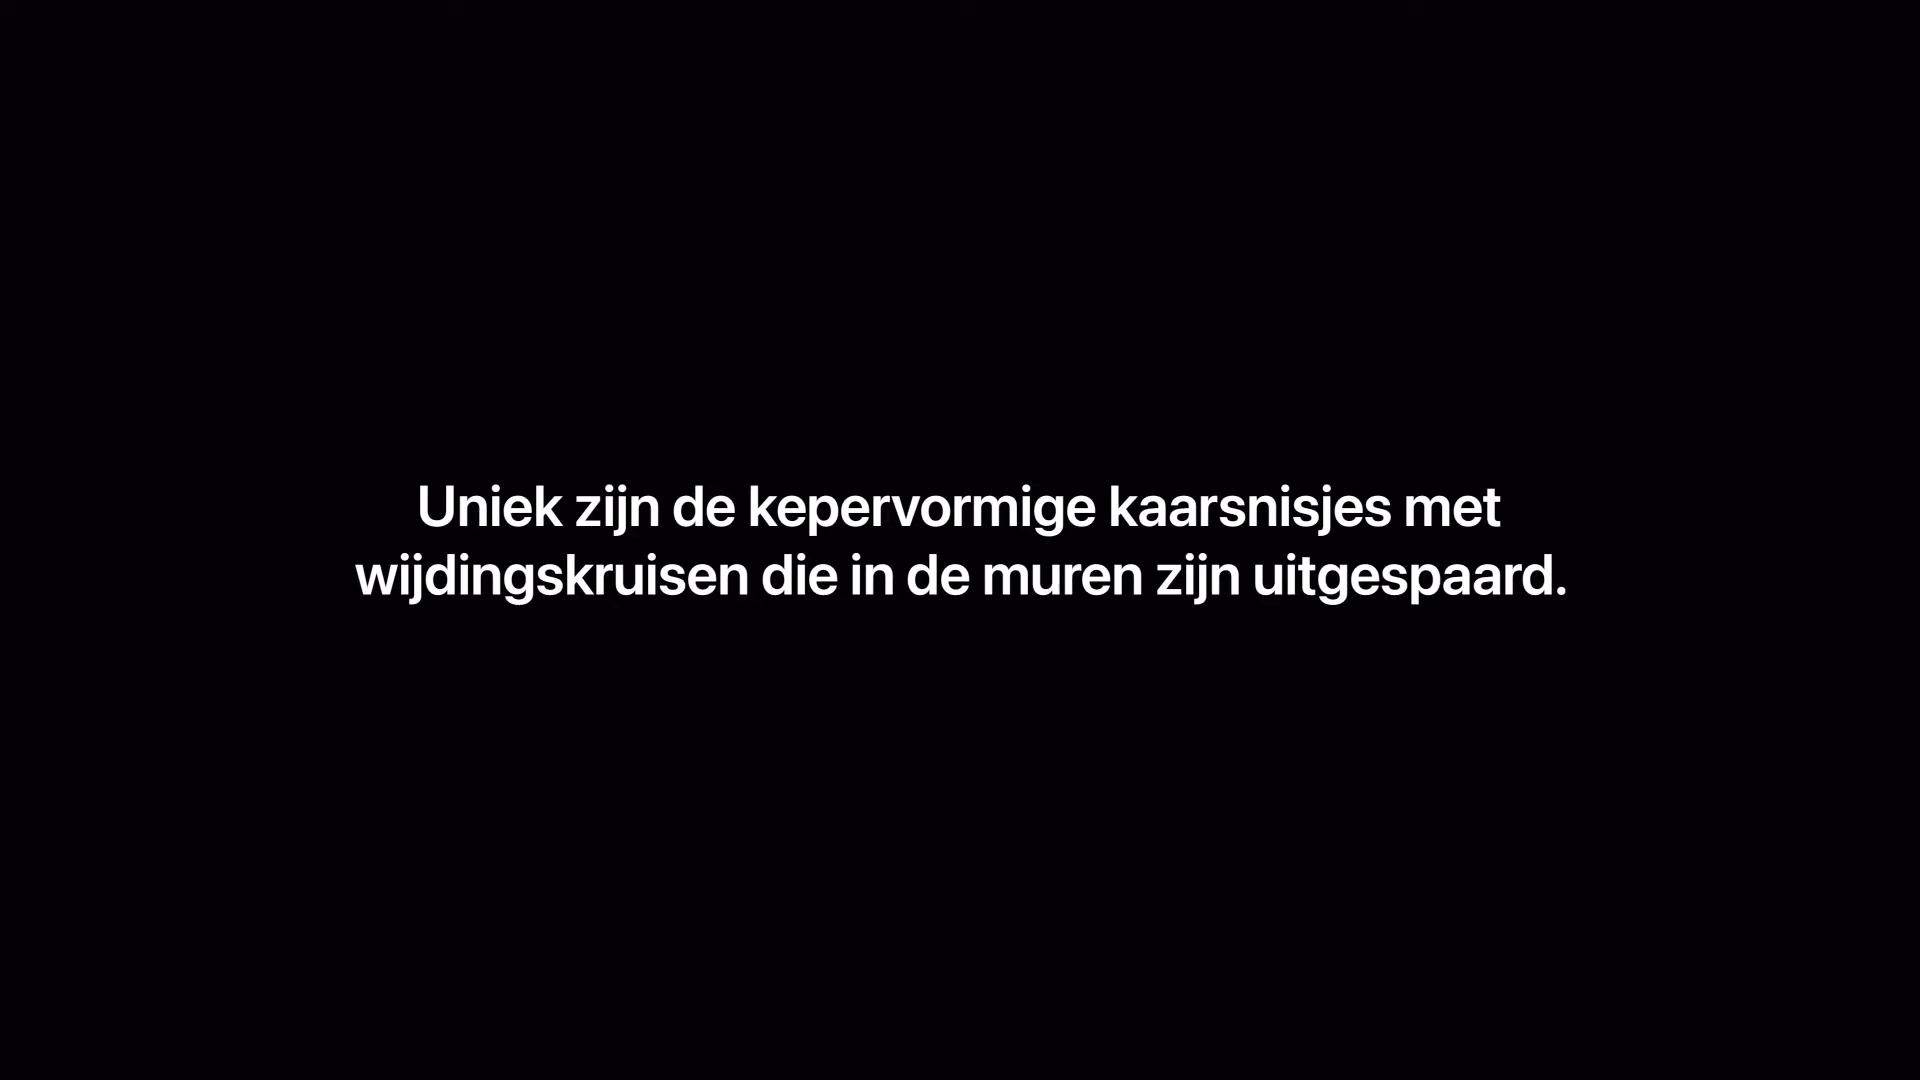 Uniek zijn de kepervormige kaarsnisjes met
wijdingskruisen die in de muren zijn uitgespaard.